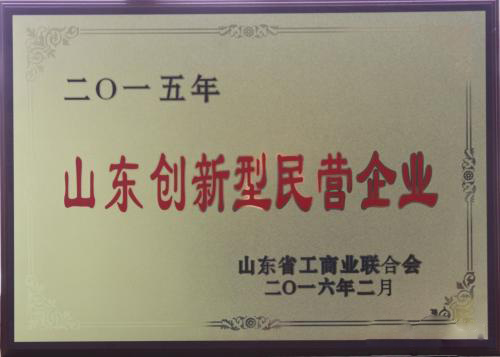 二〇一五年
山东创新型民营企业
山东省工商业联合会
二〇一六年二月